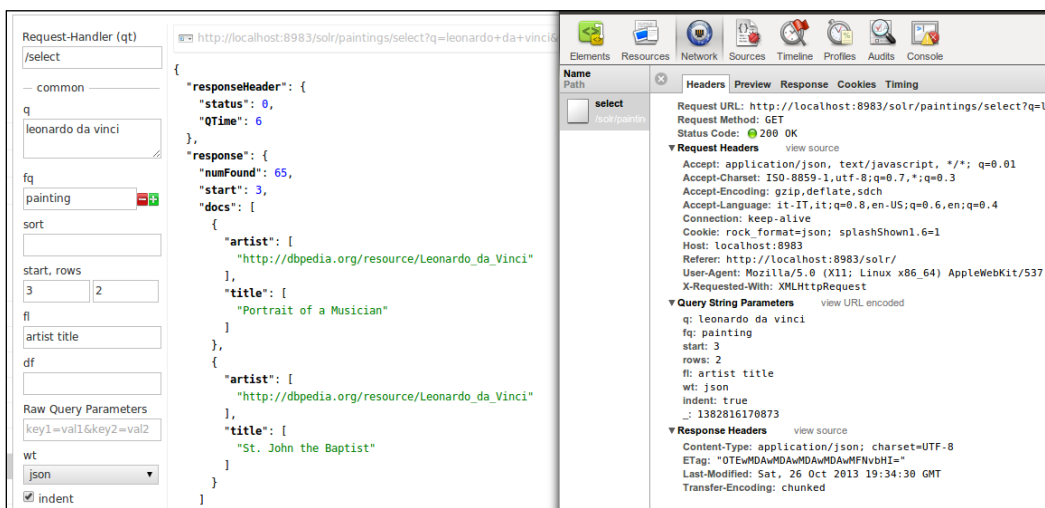 Request-Handler (qt)
/select
common
q
leonardo da vinci
fq
painting
sort
start, rows
3 2
fl
artist title
df
Raw Query Parameters
key1=val1&key2=val2
wt
json
indent
http://localhost:8983/solr/paintings/select?q=leonardo+da+vinci&
{
"responseHeader": {
"status": 0,
"QTime": 6
},
"response": {
"numFound": 65,
"start": 3,
"docs": [
{
"artist": [
"http://dbpedia.org/resource/Leonardo_da_Vinci"
],
"title": [
"Portrait of a Musician"
]
},
{
"artist": [
"http://dbpedia.org/resource/Leonardo_da_Vinci"
],
"title": [
"St. John the Baptist"
]
}
]
Elements Resources Network Sources Timeline Profiles Audits Console
Name
Path
select
/solr/paintin
Headers Preview Response Cookies Timing
Request URL: http://localhost:8983/solr/paintings/select?q=l
Request Method: GET
Status Code: 200 OK
Request Headers view source
Accept: application/json, text/javascript, */*; q=0.01
Accept-Charset: ISO-8859-1,utf-8;q=0.7,*;q=0.3
Accept-Encoding: gzip,deflate,sdch
Accept-Language: it-IT,it;q=0.8,en-US;q=0.6,en;q=0.4
Connection: keep-alive
Cookie: rock_format=json; splashShown1.6=1
Host: localhost:8983
Referer: http://localhost:8983/solr/
User-Agent: Mozilla/5.0 (X11; Linux x86_64) AppleWebKit/537
X-Requested-With: XMLHttpRequest
Query String Parameters view URL encoded
q: leonardo da vinci
fq: painting
start: 3
rows: 2
fl: artist title
wt: json
indent: true
_: 1382816170873
Response Headers view source
Content-Type: application/json; charset=UTF-8
ETag: "OTEwMDAwMDAwMDAwMDAwMFNvbHI="
Last-Modified: Sat, 26 Oct 2013 19:34:30 GMT
Transfer-Encoding: chunked